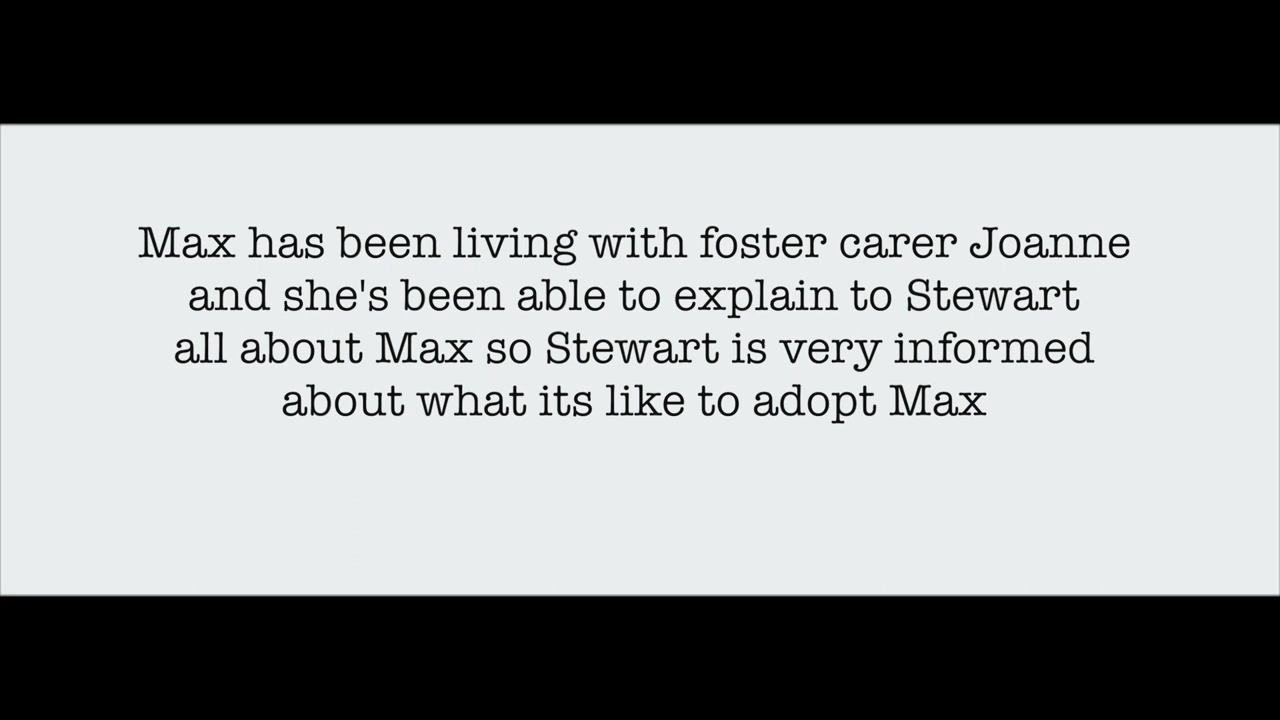 Max has been living with foster carer Joanne
and she's been able to explain to Stewart
all about Max so Stewart is very informed
about what its like to adopt Max